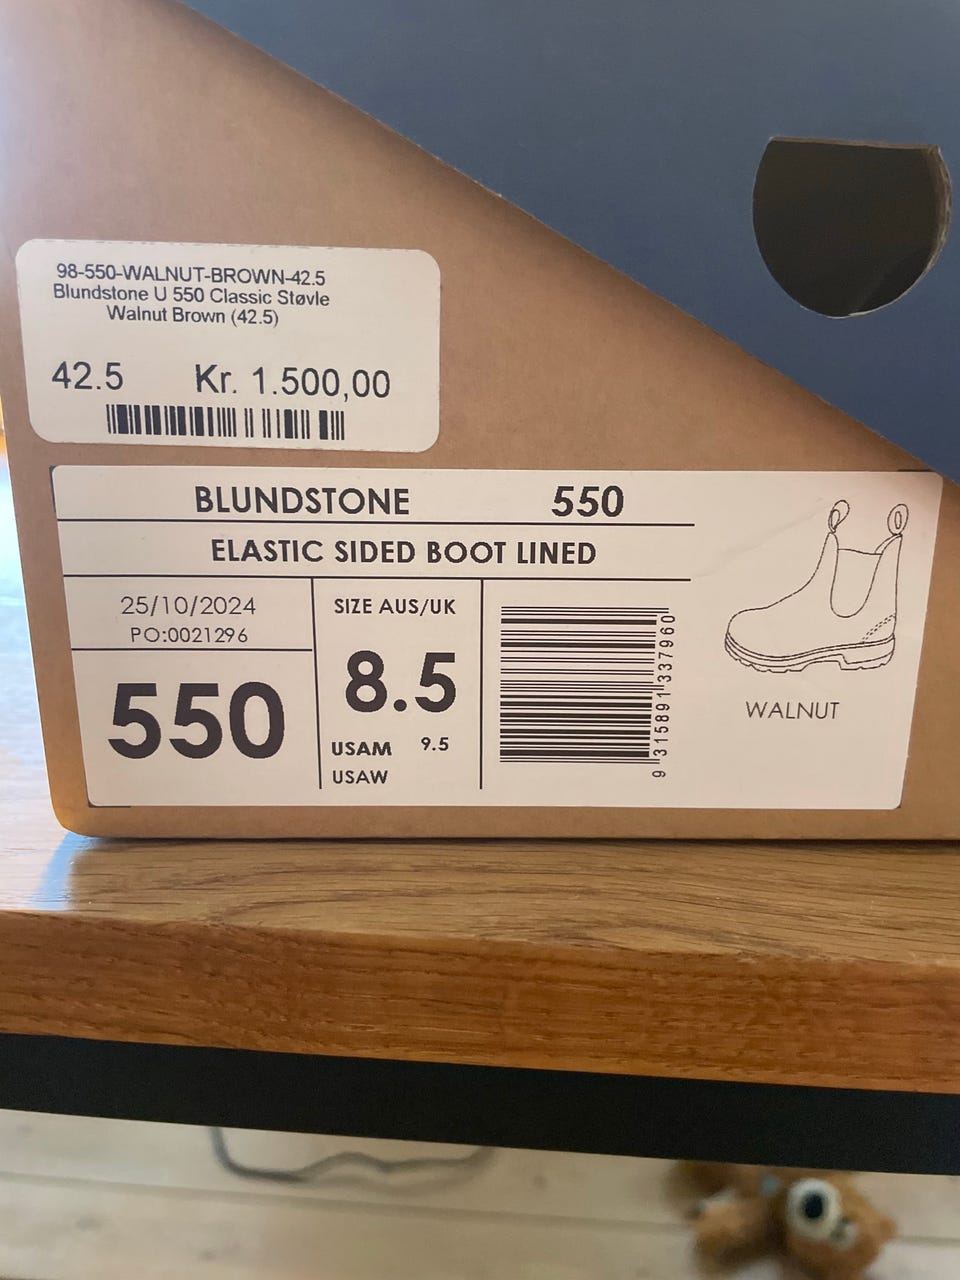 98-550-WALNUT-BROWN-42.5
Blundstone U 550 Classic Støvle
Walnut Brown (42.5)
42.5 Kr. 1.500,00
BLUNDSTONE 550
ELASTIC SIDED BOOT LINED
25/10/2024
PO:0021296
550
SIZE AUS/UK
8.5
USAM 9.5
USAW
9 315891 337960
WALNUT